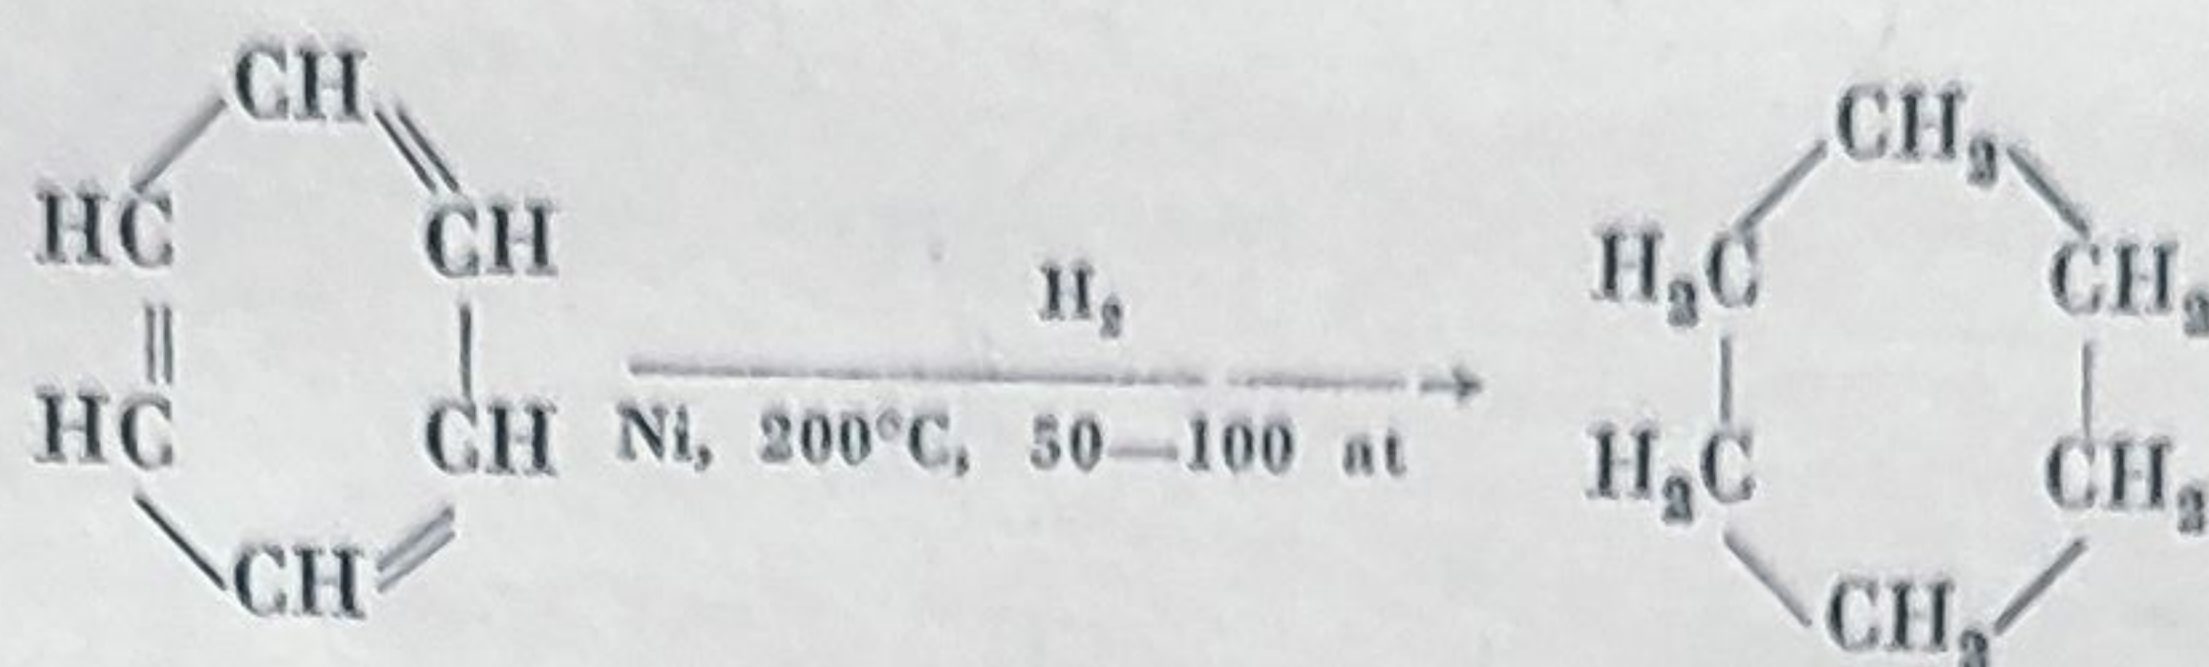 CH
CH₂
HC
CH
H₂C
CH₂
H₂
Ni, 200°C, 50—100 at
HC
CH
H₂C
CH₂
CH
CH₂